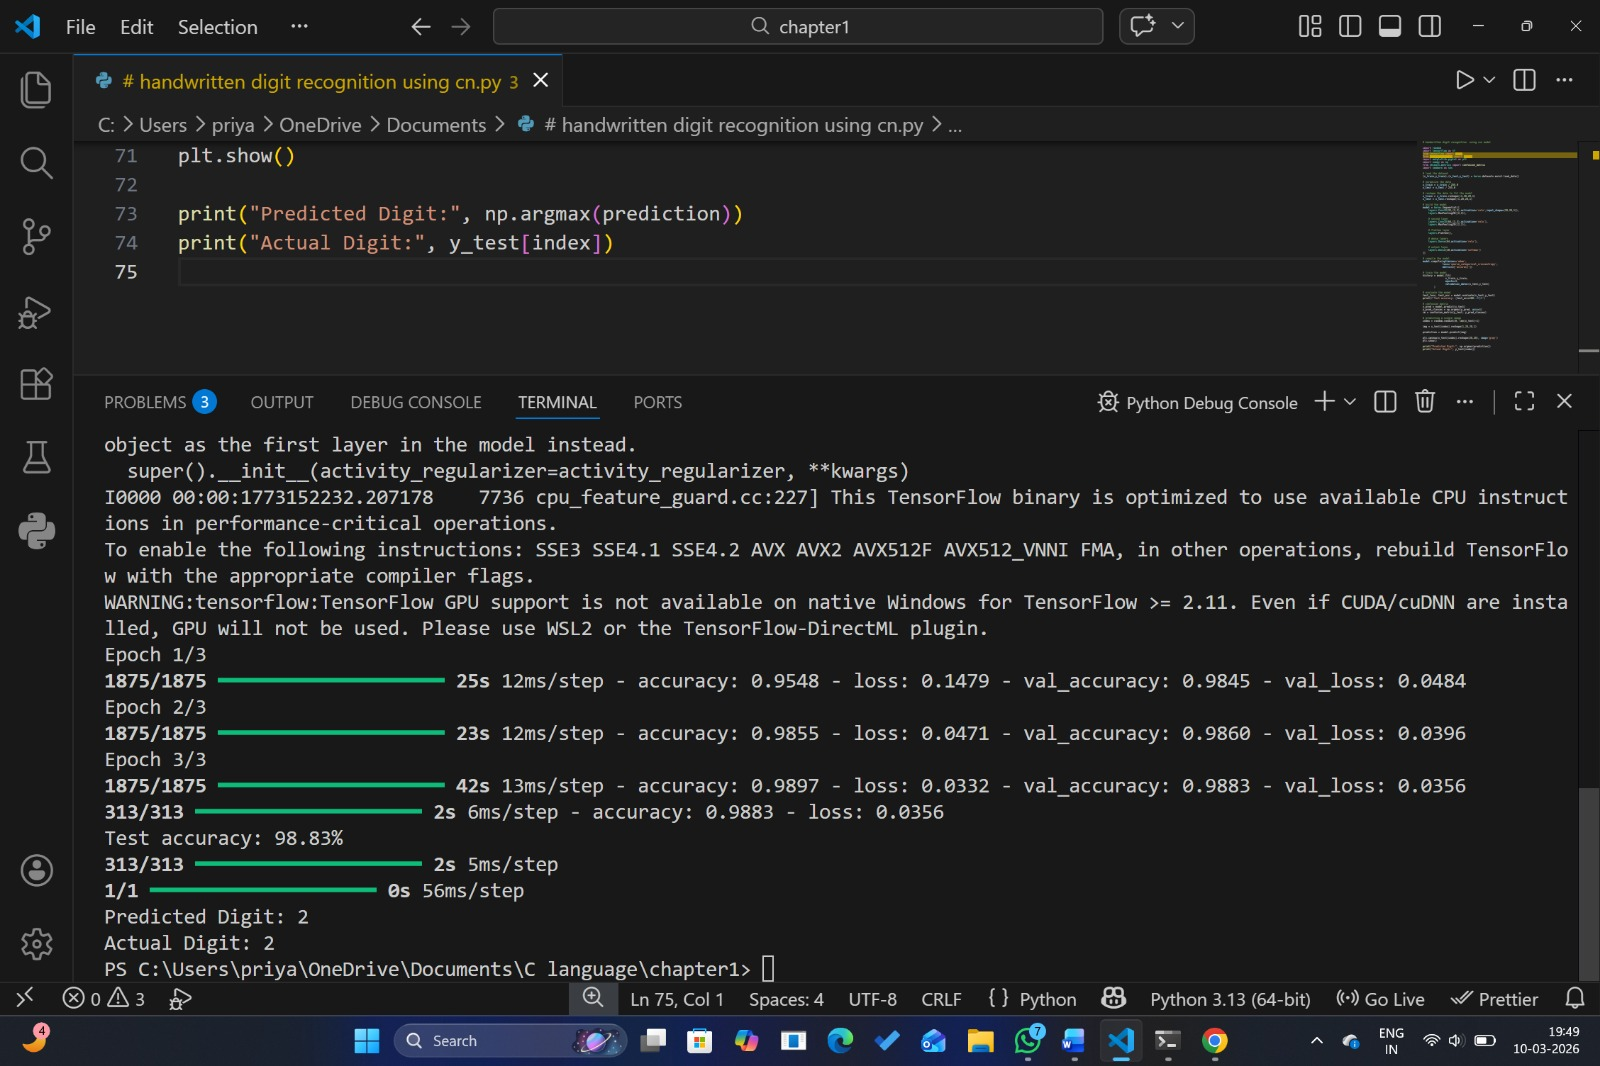 File Edit Selection ··· chapter1
# handwritten digit recognition using cn.py 3
C: > Users > priya > OneDrive > Documents > # handwritten digit recognition using cn.py > ...
71 plt.show()
72
73 print("Predicted Digit:", np.argmax(prediction))
74 print("Actual Digit:", y_test[index])
75
PROBLEMS 3 OUTPUT DEBUG CONSOLE TERMINAL PORTS Python Debug Console
object as the first layer in the model instead.
super().__init__(activity_regularizer=activity_regularizer, **kwargs)
I0000 00:00:1773152232.207178 7736 cpu_feature_guard.cc:227] This TensorFlow binary is optimized to use available CPU instruct
ions in performance-critical operations.
To enable the following instructions: SSE3 SSE4.1 SSE4.2 AVX AVX2 AVX512F AVX512_VNNI FMA, in other operations, rebuild TensorFlo
w with the appropriate compiler flags.
WARNING:tensorflow:TensorFlow GPU support is not available on native Windows for TensorFlow >= 2.11. Even if CUDA/cuDNN are insta
lled, GPU will not be used. Please use WSL2 or the TensorFlow-DirectML plugin.
Epoch 1/3
1875/1875 25s 12ms/step - accuracy: 0.9548 - loss: 0.1479 - val_accuracy: 0.9845 - val_loss: 0.0484
Epoch 2/3
1875/1875 23s 12ms/step - accuracy: 0.9855 - loss: 0.0471 - val_accuracy: 0.9860 - val_loss: 0.0396
Epoch 3/3
1875/1875 42s 13ms/step - accuracy: 0.9897 - loss: 0.0332 - val_accuracy: 0.9883 - val_loss: 0.0356
313/313 2s 6ms/step - accuracy: 0.9883 - loss: 0.0356
Test accuracy: 98.83%
313/313 2s 5ms/step
1/1 0s 56ms/step
Predicted Digit: 2
Actual Digit: 2
PS C:\Users\priya\OneDrive\Documents\C language\chapter1>
0 3 Ln 75, Col 1 Spaces: 4 UTF-8 CRLF {} Python Python 3.13 (64-bit) Go Live Prettier
4 Search 7 ENG IN 19:49
10-03-2026